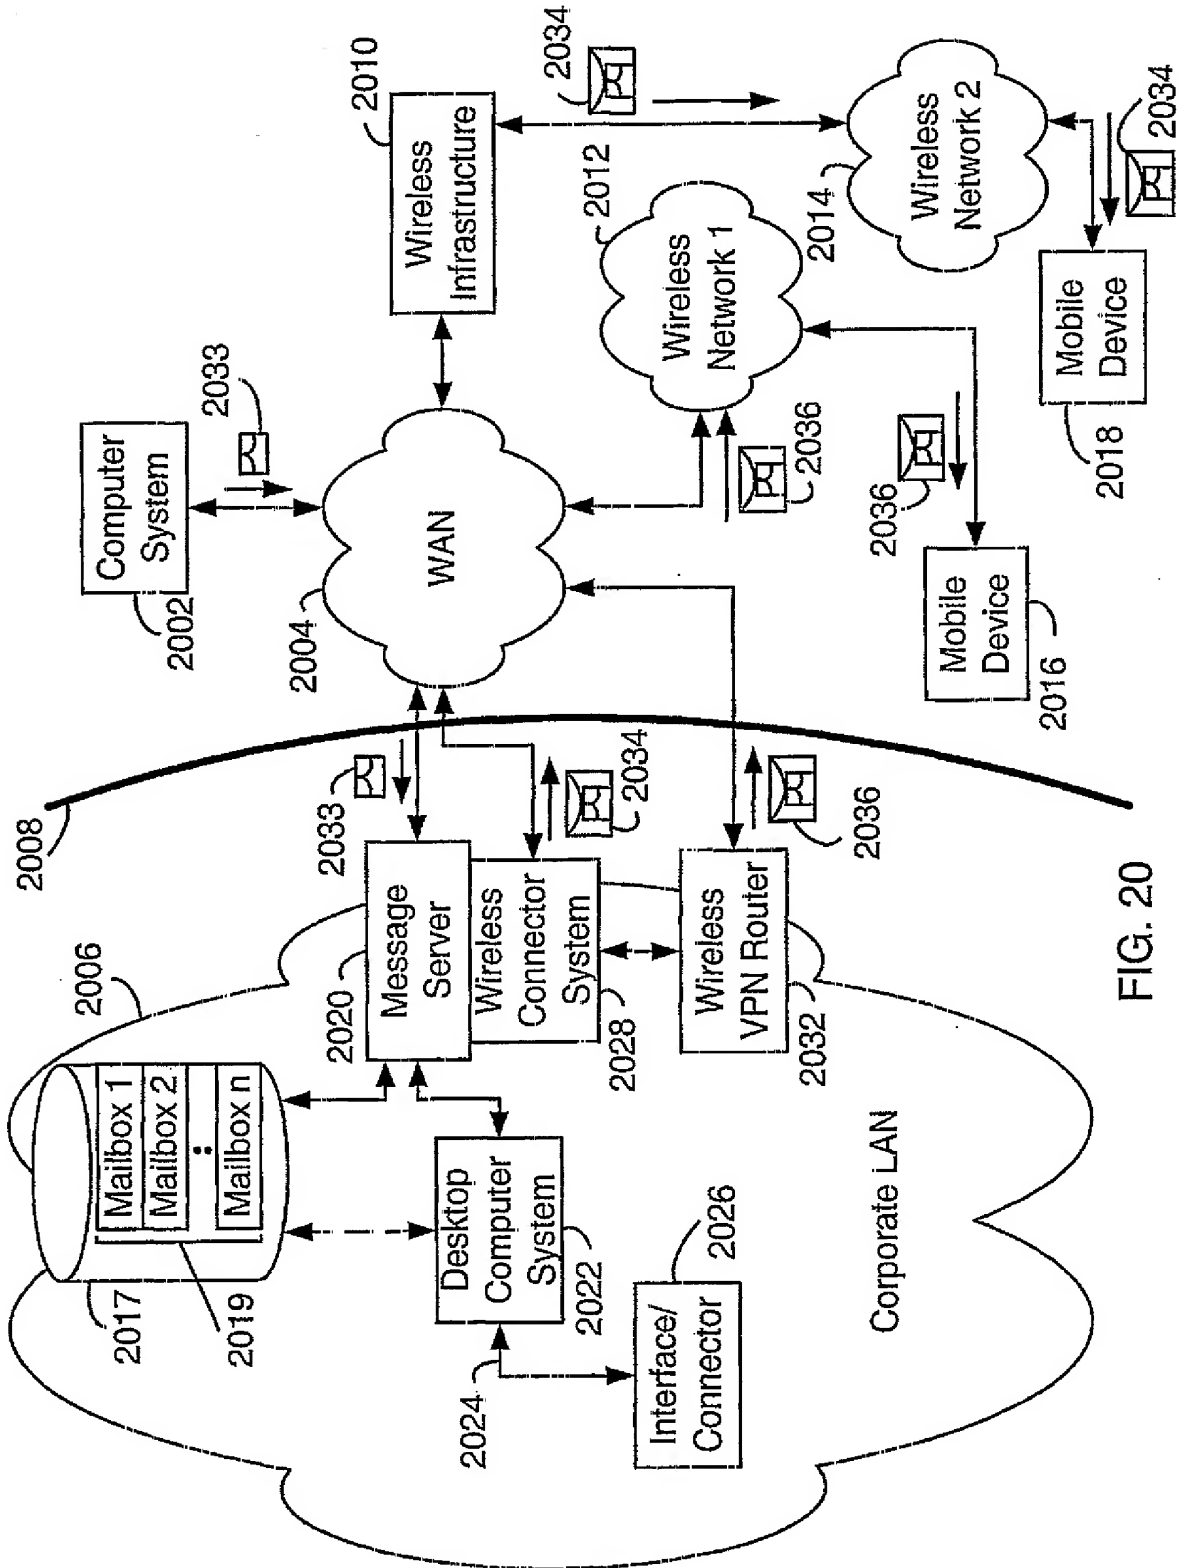 2008
2006
2017
2019
Mailbox 1
Mailbox 2
Mailbox n
2020
Message
Server
2033
2004
WAN
2002
Computer
System
2033
2010
Wireless
Infrastructure
2034
2024
Desktop
Computer
System
2022
Wireless
Connector
System
2028
2034
2036
2012
Wireless
Network 1
2014
Wireless
Network 2
2034
Interface/
Connector
2026
Wireless
VPN Router
2032
2036
2036
Mobile
Device
2016
Mobile
Device
2018
Corporate LAN
FIG. 20